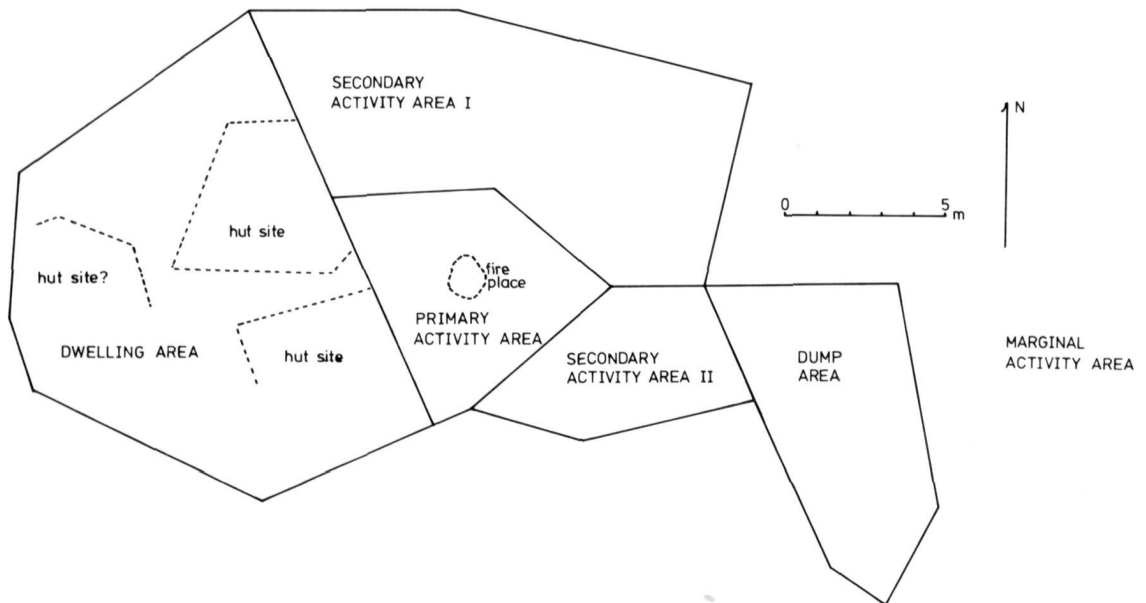 SECONDARY
ACTIVITY AREA I
N
0 5
m
hut site
hut site?
fire
place
PRIMARY
ACTIVITY AREA
DWELLING AREA
hut site
SECONDARY
ACTIVITY AREA II
DUMP
AREA
MARGINAL
ACTIVITY AREA